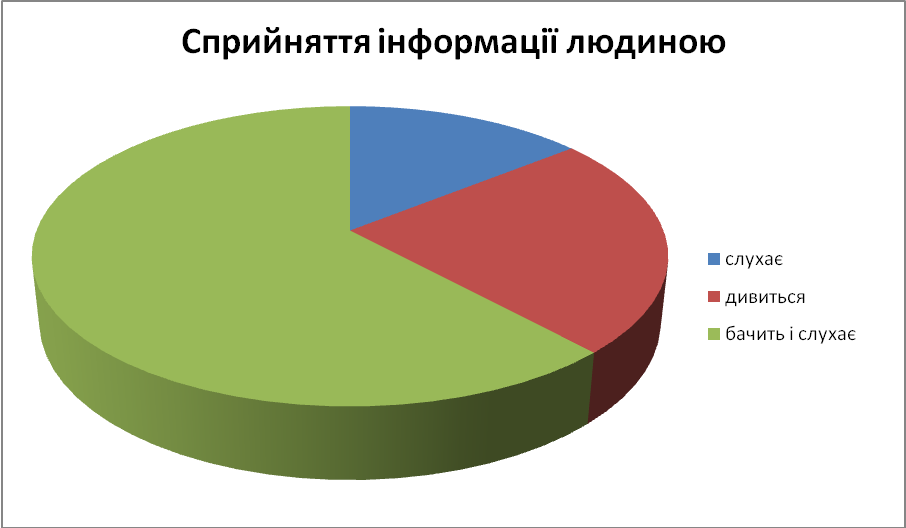 Сприйняття інформації людиною
слухає
дивиться
бачить і слухає